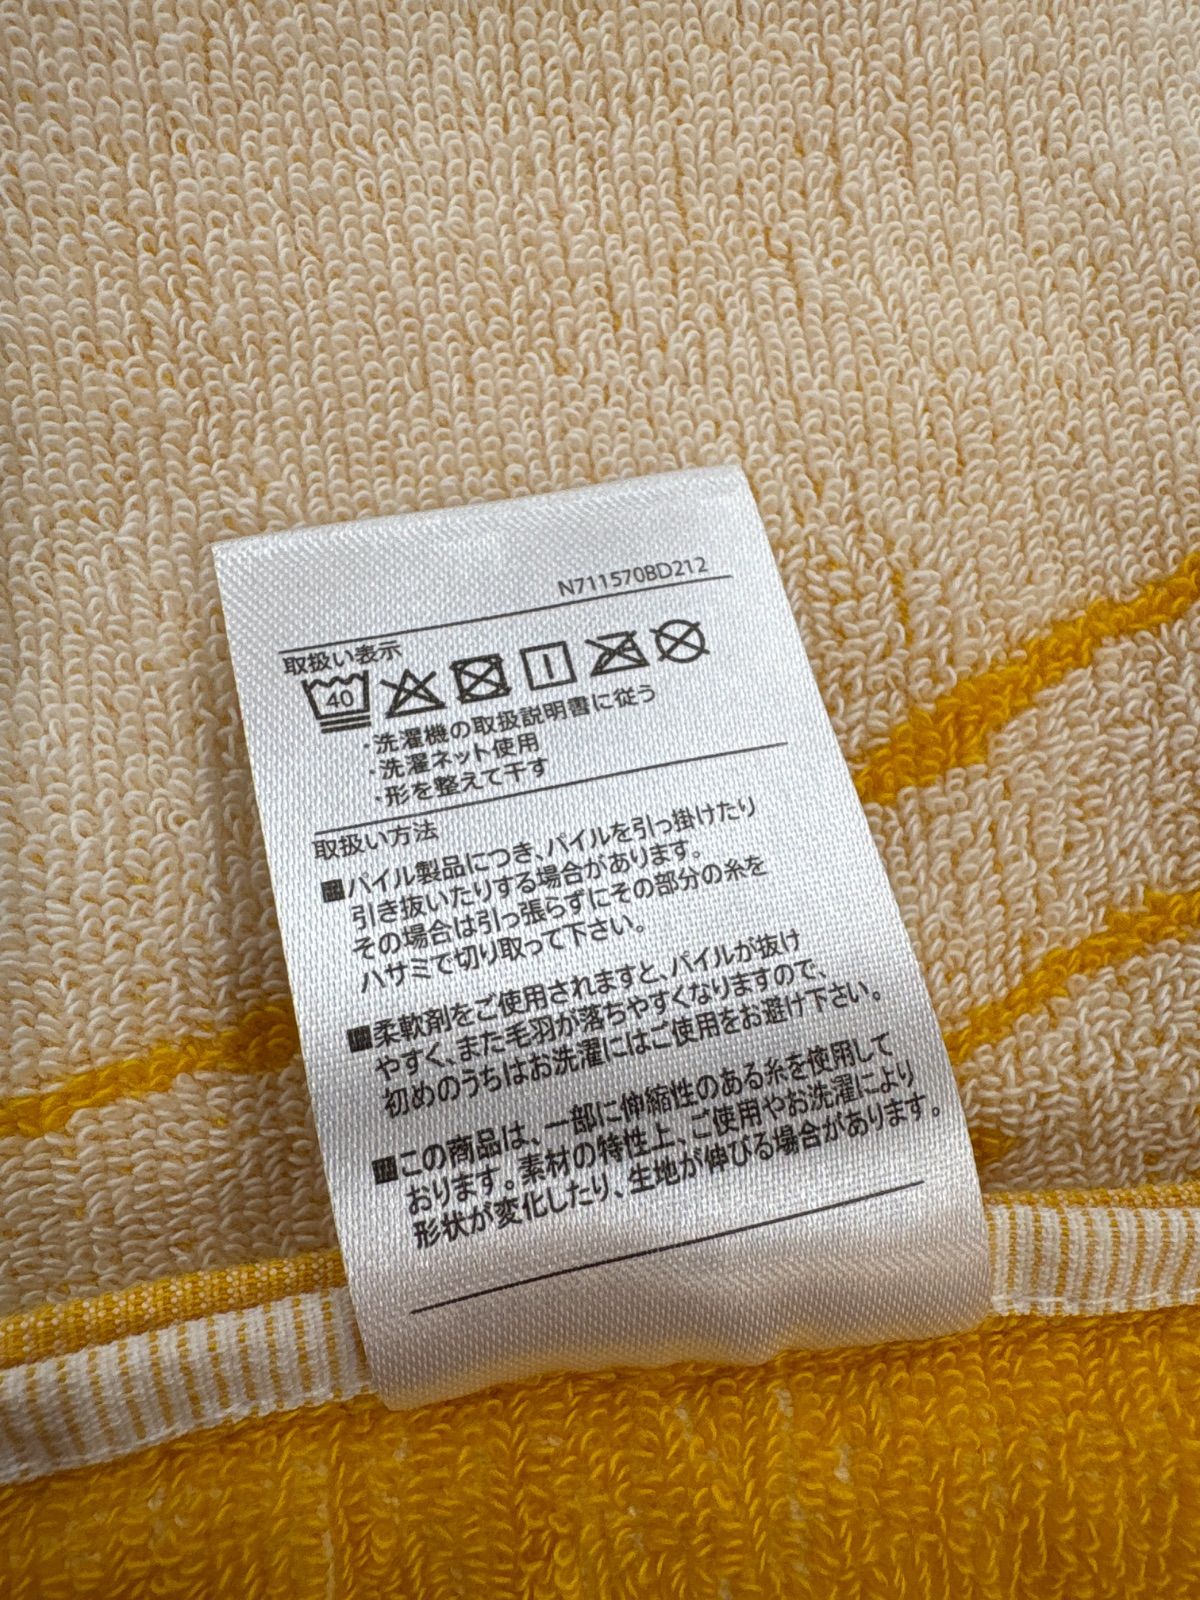 N711570BD212
取扱い表示
40
・洗濯機の取扱説明書に従う
・洗濯ネット使用
・形を整えて干す
取扱い方法
■パイル製品につき、パイルを引っ掛けたり
引き抜いたりする場合があります。
その場合は引っ張らずにその部分の糸を
ハサミで切り取って下さい。
■柔軟剤をご使用されますと、パイルが抜け
やすく、また毛羽が落ちやすくなりますので、
初めのうちはお洗濯にはご使用をお避け下さい。
■この商品は、一部に伸縮性のある糸を使用して
おります。素材の特性上、ご使用やお洗濯により
形状が変化したり、生地が伸びる場合があります。